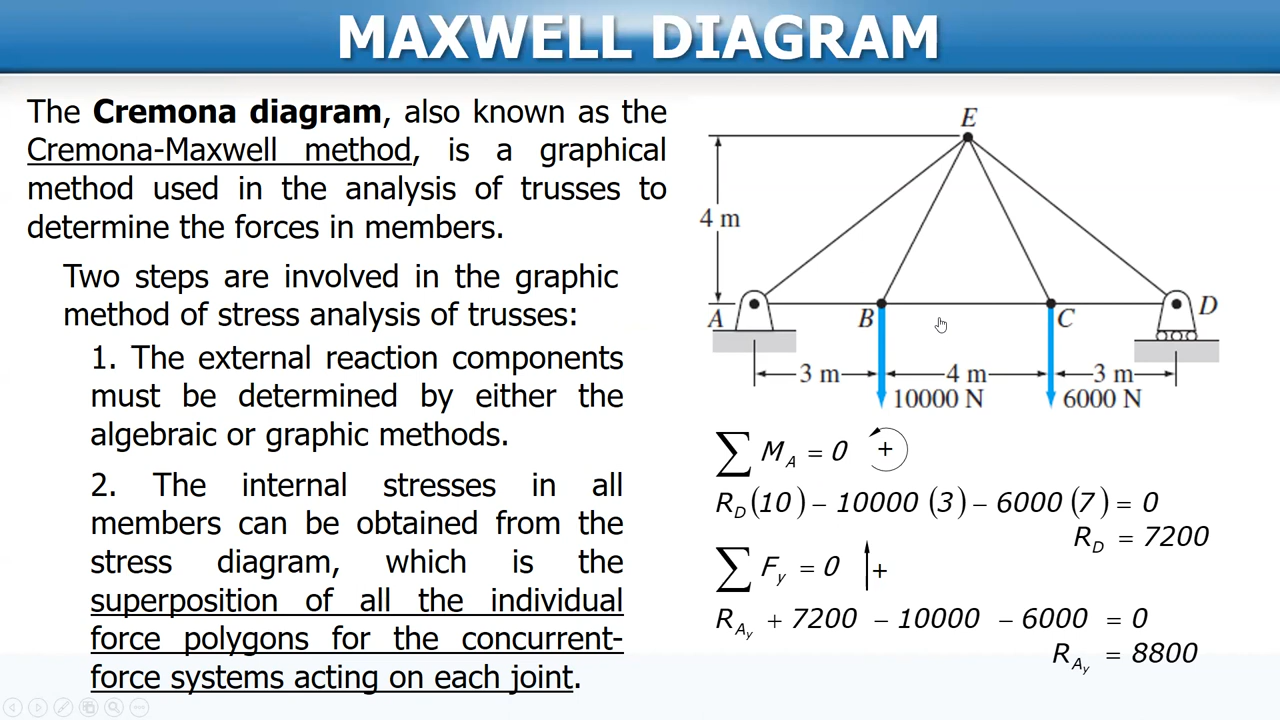 MAXWELL DIAGRAM
The Cremona diagram, also known as the
Cremona-Maxwell method, is a graphical
method used in the analysis of trusses to
determine the forces in members.
Two steps are involved in the graphic
method of stress analysis of trusses:
1. The external reaction components
must be determined by either the
algebraic or graphic methods.
2. The internal stresses in all
members can be obtained from the
stress diagram, which is the
superposition of all the individual
force polygons for the concurrent-
force systems acting on each joint.
E
4 m
A
B
C
D
3 m
4 m
3 m
10000 N
6000 N
∑ M_A = 0 +
R_D (10) − 10000 (3) − 6000 (7) = 0
R_D = 7200
∑ F_y = 0 +
R_{A_y} + 7200 − 10000 − 6000 = 0
R_{A_y} = 8800